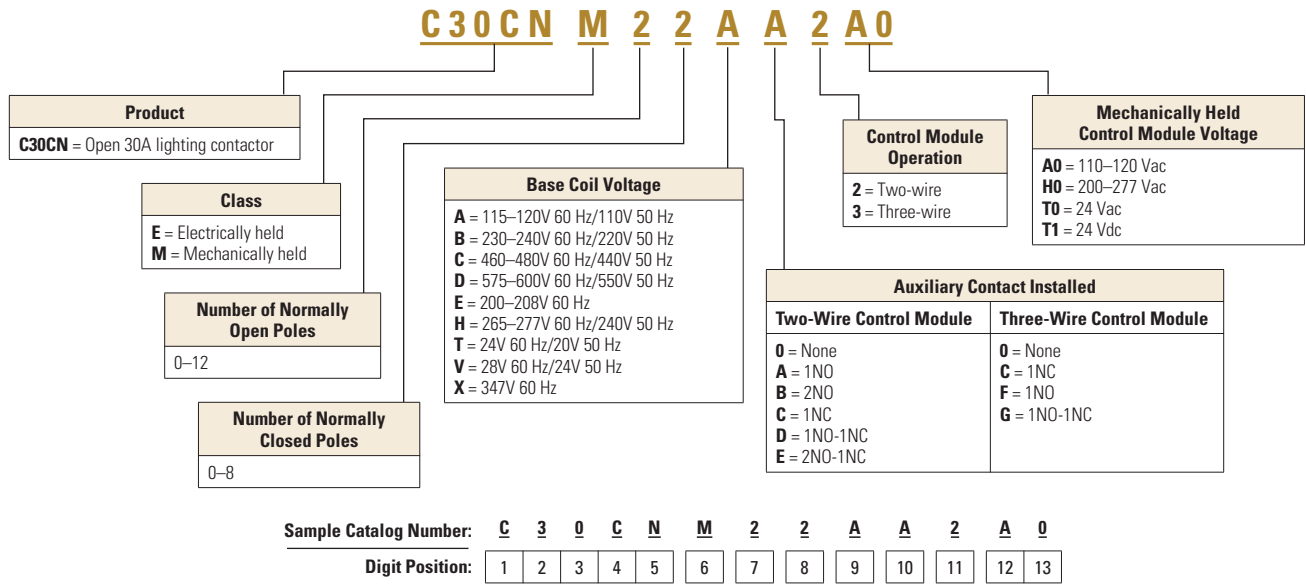 C30CN M 2 2 A A 2 A0
Product
C30CN = Open 30A lighting contactor
Class
E = Electrically held
M = Mechanically held
Number of Normally
Open Poles
0–12
Number of Normally
Closed Poles
0–8
Base Coil Voltage
A = 115–120V 60 Hz/110V 50 Hz
B = 230–240V 60 Hz/220V 50 Hz
C = 460–480V 60 Hz/440V 50 Hz
D = 575–600V 60 Hz/550V 50 Hz
E = 200–208V 60 Hz
H = 265–277V 60 Hz/240V 50 Hz
T = 24V 60 Hz/20V 50 Hz
V = 28V 60 Hz/24V 50 Hz
X = 347V 60 Hz
Control Module
Operation
2 = Two-wire
3 = Three-wire
Mechanically Held
Control Module Voltage
A0 = 110–120 Vac
H0 = 200–277 Vac
T0 = 24 Vac
T1 = 24 Vdc
Auxiliary Contact Installed
Two-Wire Control Module
0 = None
A = 1NO
B = 2NO
C = 1NC
D = 1NO-1NC
E = 2NO-1NC
Three-Wire Control Module
0 = None
C = 1NC
F = 1NO
G = 1NO-1NC
Sample Catalog Number: C 3 0 C N M 2 2 A A 2 A 0
Digit Position: 1 2 3 4 5 6 7 8 9 10 11 12 13